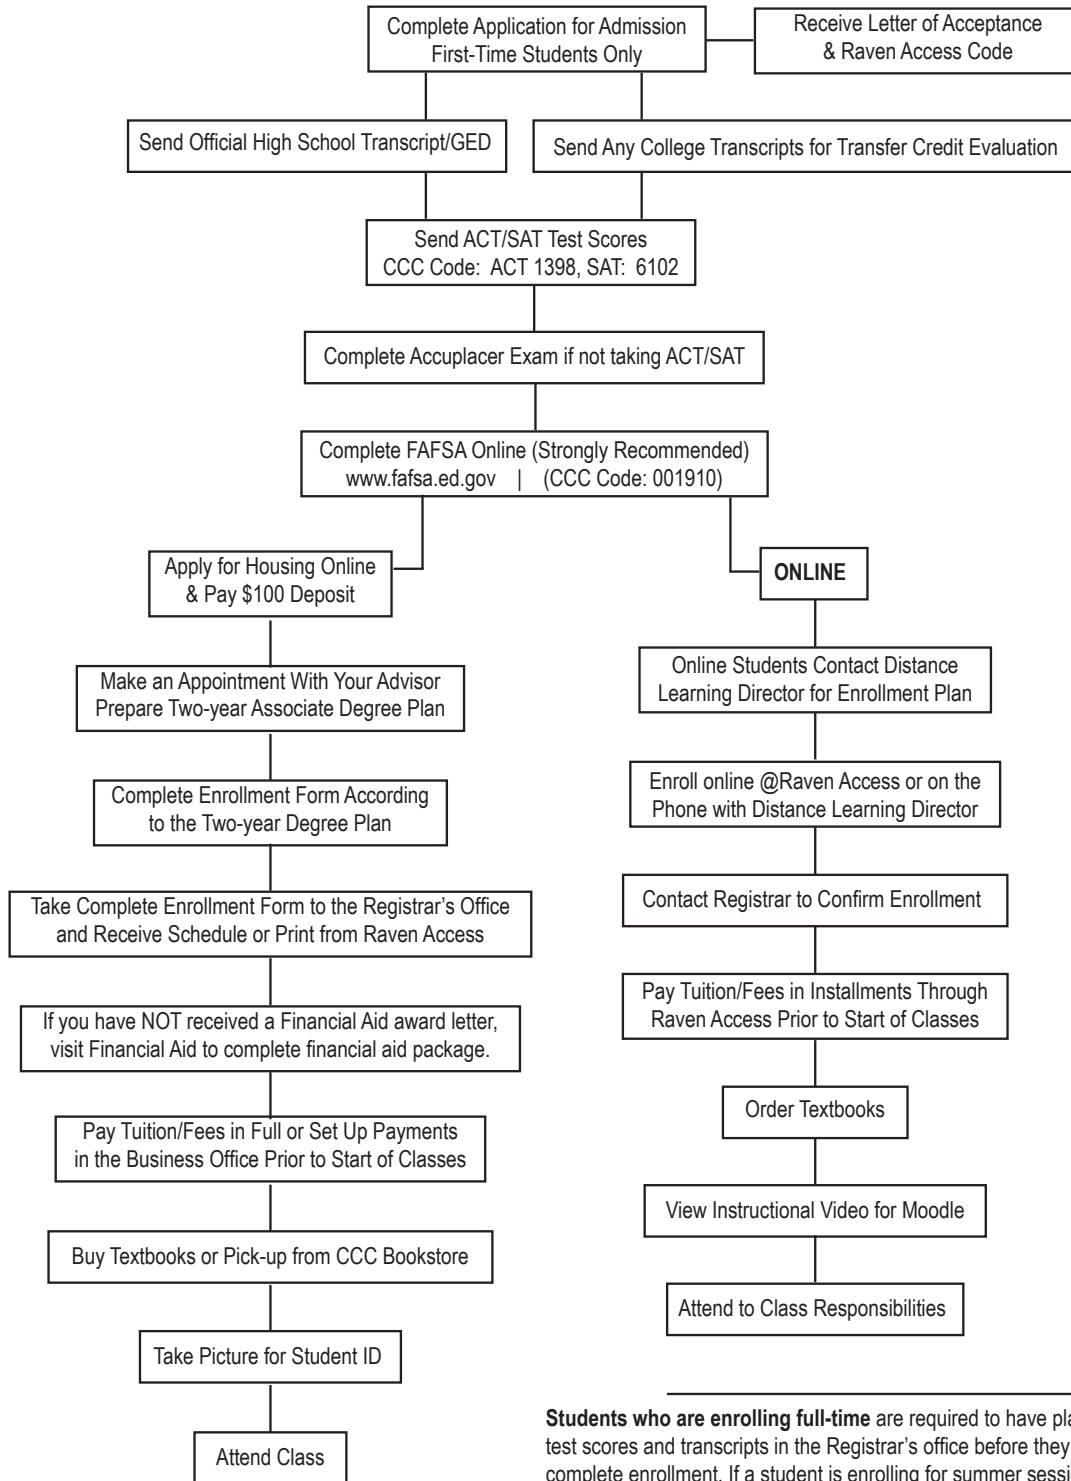 Complete Application for Admission
First-Time Students Only
Receive Letter of Acceptance
& Raven Access Code
Send Official High School Transcript/GED
Send Any College Transcripts for Transfer Credit Evaluation
Send ACT/SAT Test Scores
CCC Code: ACT 1398, SAT: 6102
Complete Accuplacer Exam if not taking ACT/SAT
Complete FAFSA Online (Strongly Recommended)
www.fafsa.ed.gov | (CCC Code: 001910)
Apply for Housing Online
& Pay $100 Deposit
Make an Appointment With Your Advisor
Prepare Two-year Associate Degree Plan
Complete Enrollment Form According
to the Two-year Degree Plan
Take Complete Enrollment Form to the Registrar's Office
and Receive Schedule or Print from Raven Access
If you have NOT received a Financial Aid award letter,
visit Financial Aid to complete financial aid package.
Pay Tuition/Fees in Full or Set Up Payments
in the Business Office Prior to Start of Classes
Buy Textbooks or Pick-up from CCC Bookstore
Take Picture for Student ID
Attend Class
ONLINE
Online Students Contact Distance
Learning Director for Enrollment Plan
Enroll online @Raven Access or on the
Phone with Distance Learning Director
Contact Registrar to Confirm Enrollment
Pay Tuition/Fees in Installments Through
Raven Access Prior to Start of Classes
Order Textbooks
View Instructional Video for Moodle
Attend to Class Responsibilities
Students who are enrolling full-time are required to have
test scores and transcripts in the Registrar's office before they
complete enrollment. If a student is enrolling for summer